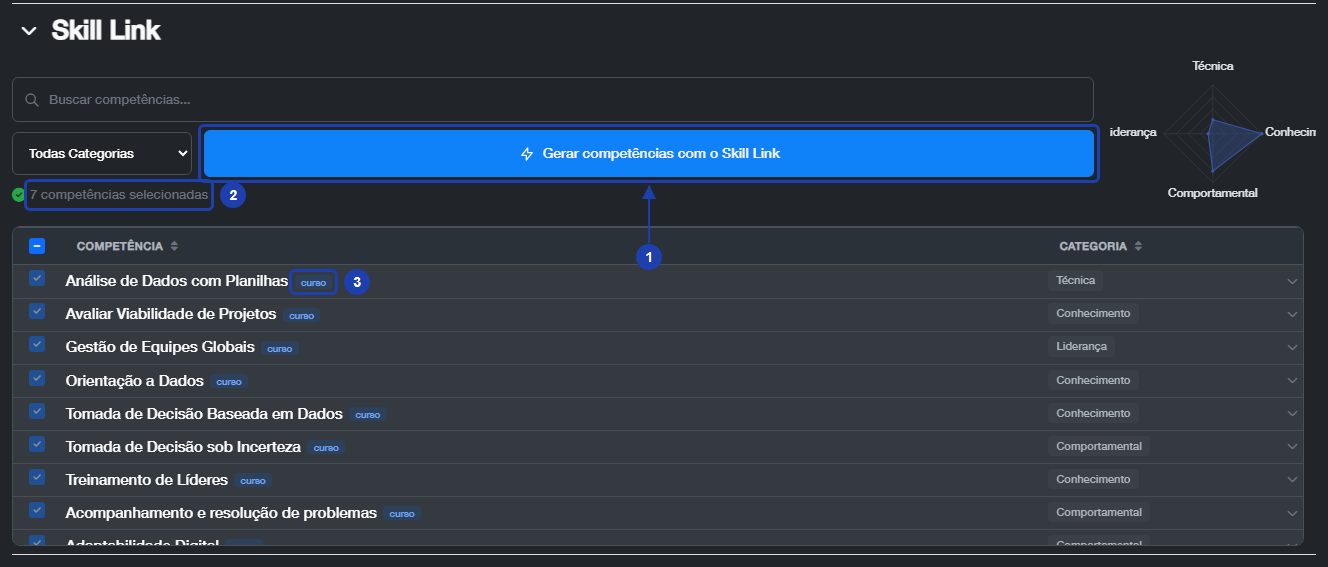 Skill Link
Técnica
Buscar competências...
iderança
Conhecin
Todas Categorias
Gerar competências com o Skill Link
7 competências selecionadas
2
Comportamental
1
COMPETÊNCIA
CATEGORIA
Análise de Dados com Planilhas curso 3 Técnica
Avaliar Viabilidade de Projetos curso Conhecimento
Gestão de Equipes Globais curso Liderança
Orientação a Dados curso Conhecimento
Tomada de Decisão Baseada em Dados curso Conhecimento
Tomada de Decisão sob Incerteza curso Comportamental
Treinamento de Líderes curso Conhecimento
Acompanhamento e resolução de problemas curso Comportamental
Adaptabilidade Digital Comportamental